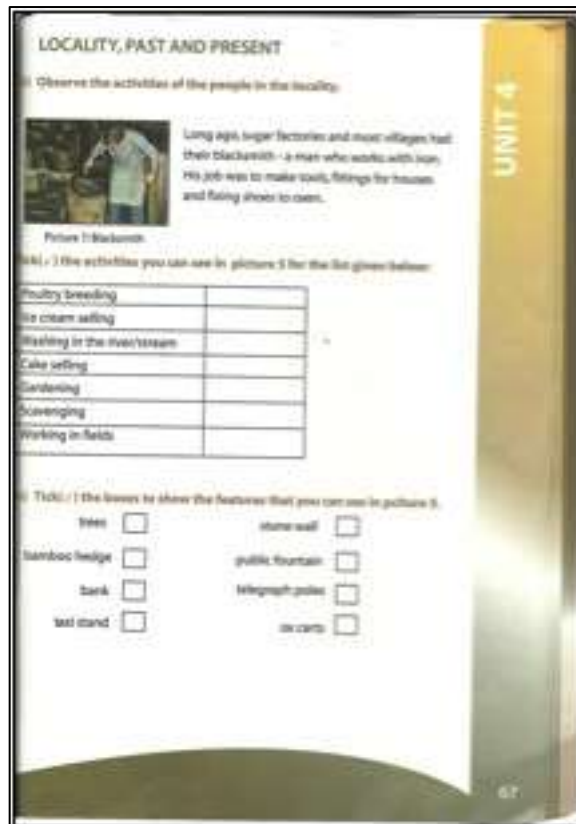 LOCALITY, PAST AND PRESENT
Observe the activities of the people in the locality.
Long ago, sugar factories and most villages had
their blacksmith - a man who works with iron.
His job was to make tools, fittings for houses
and fixing shoes to oxen.
Picture Blacksmith
the activities you can see in picture 5 for the list given below:
Poultry breeding
Ice cream selling
Washing in the river/stream
Cake selling
Gardening
Scavenging
Working in fields
Tick( ✓ ) the boxes to show the features that you can see in picture 5.
trees stone wall
bamboo hedge public fountain
bank telegraph poles
taxi stand ox carts
UNIT 4
67